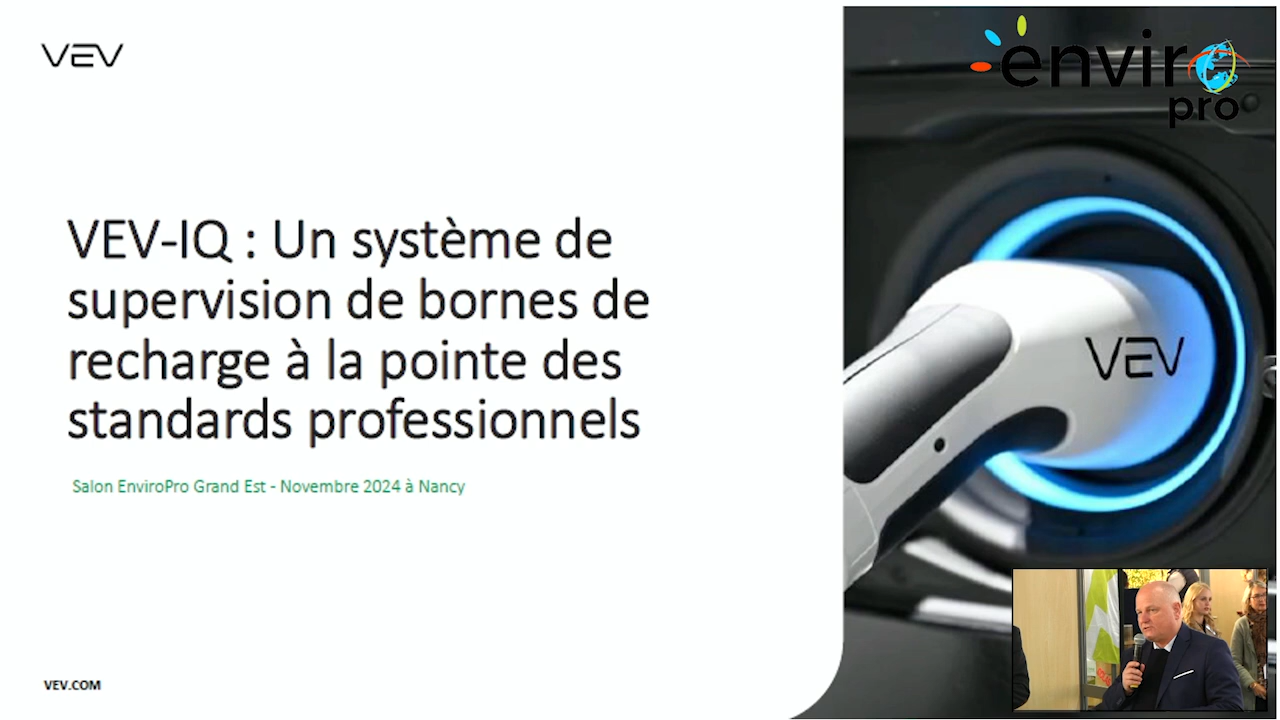 VEV
enviro
pro
VEV-IQ : Un système de
supervision de bornes de
recharge à la pointe des
standards professionnels
VEV
Salon EnviroPro Grand Est - Novembre 2024 à Nancy
VEV.COM